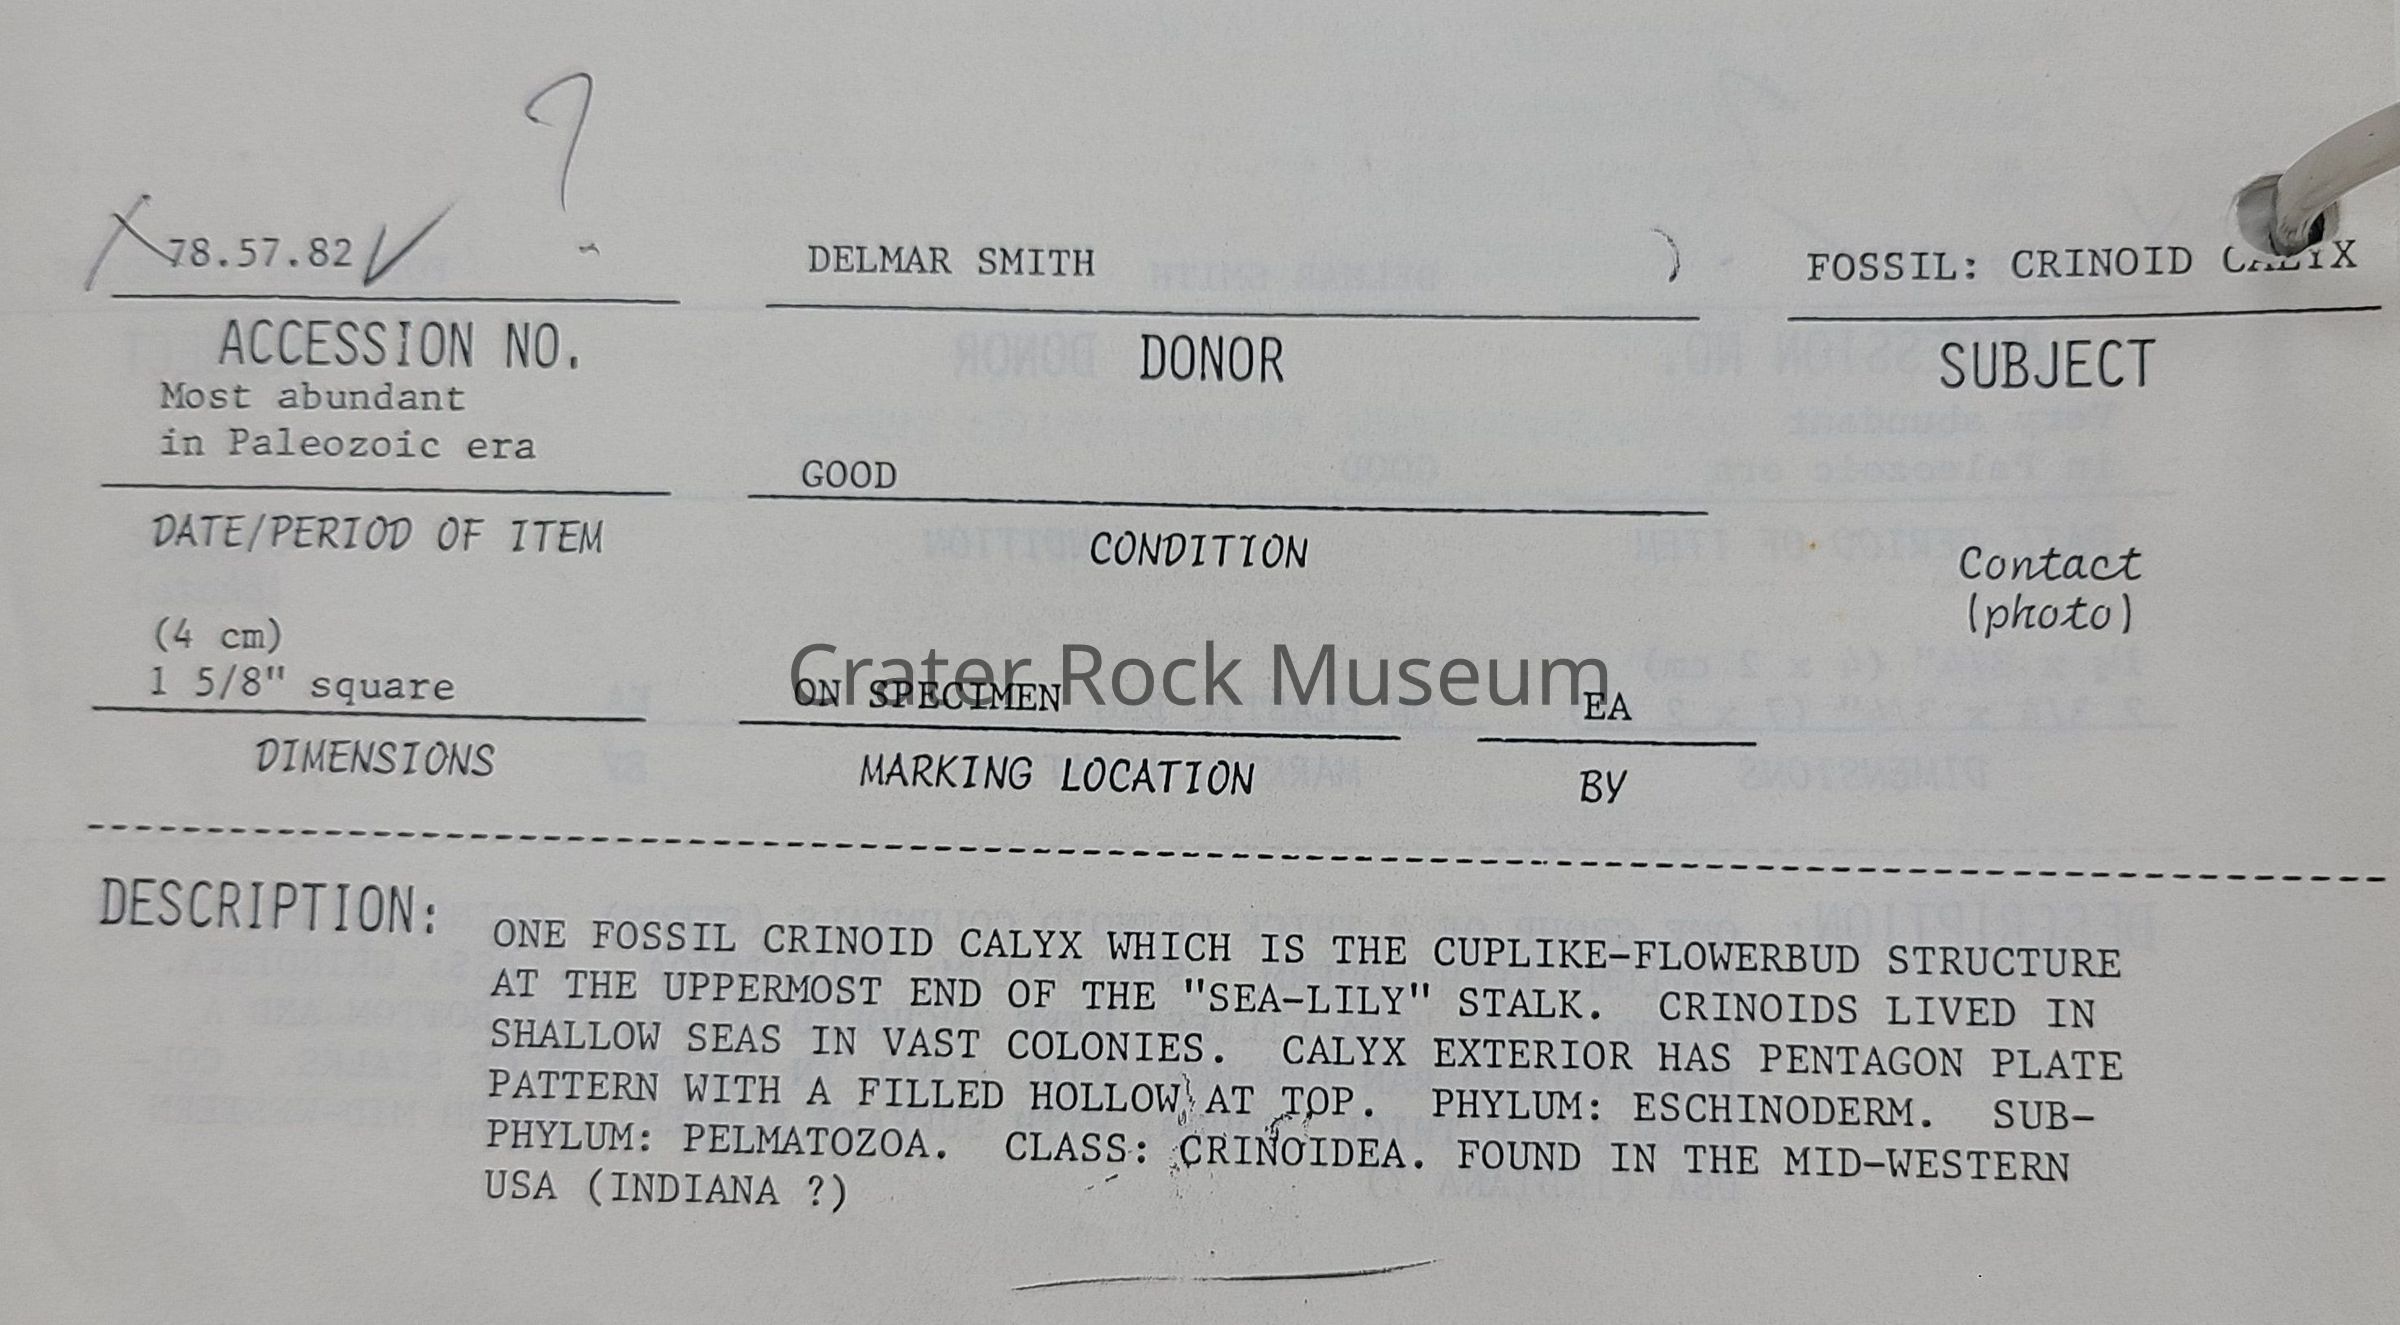 ?
78.57.82
DELMAR SMITH
FOSSIL: CRINOID CALYX
ACCESSION NO.
DONOR
SUBJECT
Most abundant
in Paleozoic era
GOOD
DATE/PERIOD OF ITEM
CONDITION
Contact
(photo)
(4 cm)
1 5/8" square
ON SPECIMEN
EA
Crater Rock Museum
DIMENSIONS
MARKING LOCATION
BY
DESCRIPTION:
ONE FOSSIL CRINOID CALYX WHICH IS THE CUPLIKE-FLOWERBUD STRUCTURE
AT THE UPPERMOST END OF THE "SEA-LILY" STALK. CRINOIDS LIVED IN
SHALLOW SEAS IN VAST COLONIES. CALYX EXTERIOR HAS PENTAGON PLATE
PATTERN WITH A FILLED HOLLOW AT TOP. PHYLUM: ESCHINODERM. SUB-
PHYLUM: PELMATOZOA. CLASS: CRINOIDEA. FOUND IN THE MID-WESTERN
USA (INDIANA ?)